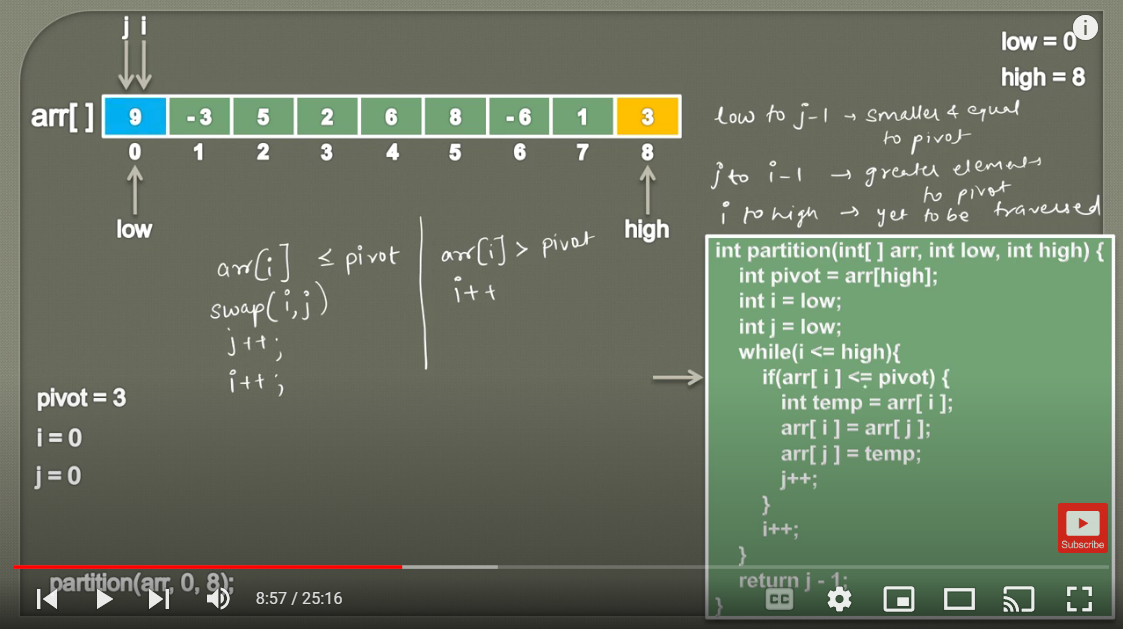 j i
low = 0
high = 8
arr[ ] 9 -3 5 2 6 8 -6 1 3
0 1 2 3 4 5 6 7 8
low
high
low to j-1 → smaller & equal
to pivot
j to i-1 → greater elements
to pivot
i to high → yet to be traversed
arr[i] ≤ pivot
swap(i,j)
j++;
i++;
arr[i] > pivot
i++
pivot = 3
i = 0
j = 0
int partition(int[ ] arr, int low, int high) {
int pivot = arr[high];
int i = low;
int j = low;
while(i <= high){
if(arr[ i ] <= pivot) {
int temp = arr[ i ];
arr[ i ] = arr[ j ];
arr[ j ] = temp;
j++;
}
i++;
}
return j - 1;
}
Subscribe
partition(arr, 0, 8);
8:57 / 25:16
CC